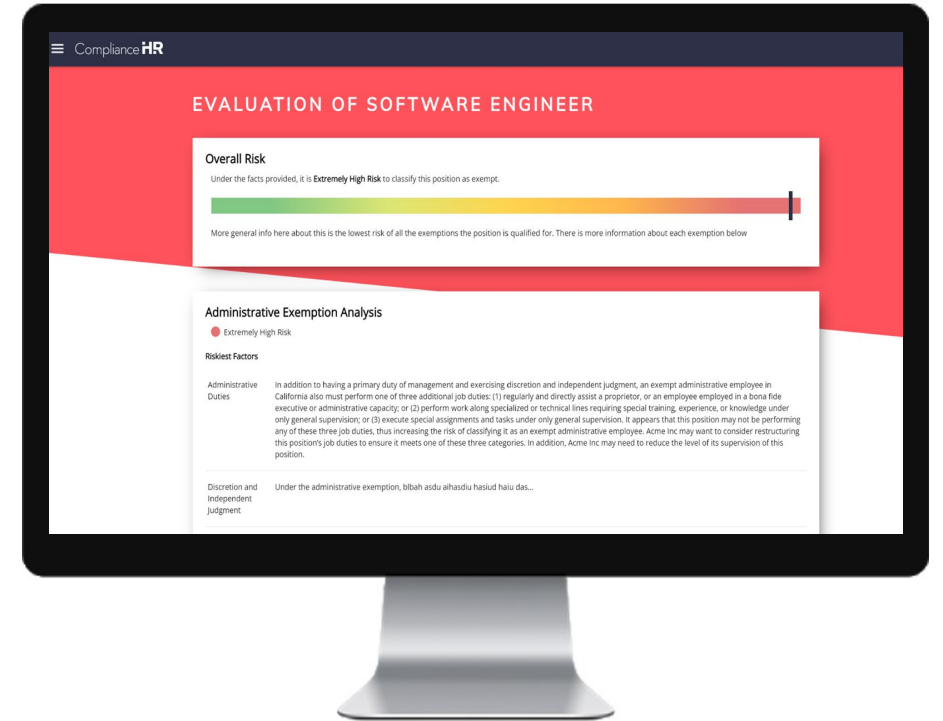 Compliance HR
EVALUATION OF SOFTWARE ENGINEER
Overall Risk
Under the facts provided, it is Extremely High Risk to classify this position as exempt.
More general info here about this is the lowest risk of all the exemptions the position is qualified for. There is more information about each exemption below
Administrative Exemption Analysis
Extremely High Risk
Riskiest Factors
Administrative
Duties
In addition to having a primary duty of management and exercising discretion and independent judgment, an exempt administrative employee in
California also must perform one of three additional job duties: (1) regularly and directly assist a proprietor, or an employee employed in a bona fide
executive or administrative capacity; or (2) perform work along specialized or technical lines requiring special training, experience, or knowledge under
only general supervision; or (3) execute special assignments and tasks under only general supervision. It appears that this position may not be performing
any of these three job duties, thus increasing the risk of classifying it as an exempt administrative employee. Acme Inc may want to consider restructuring
this position's job duties to ensure it meets one of these three categories. In addition, Acme Inc may need to reduce the level of its supervision of this
position.
Discretion and
Independent
Judgment
Under the administrative exemption, blbah asdu aihasdiu hasiud haiu das...